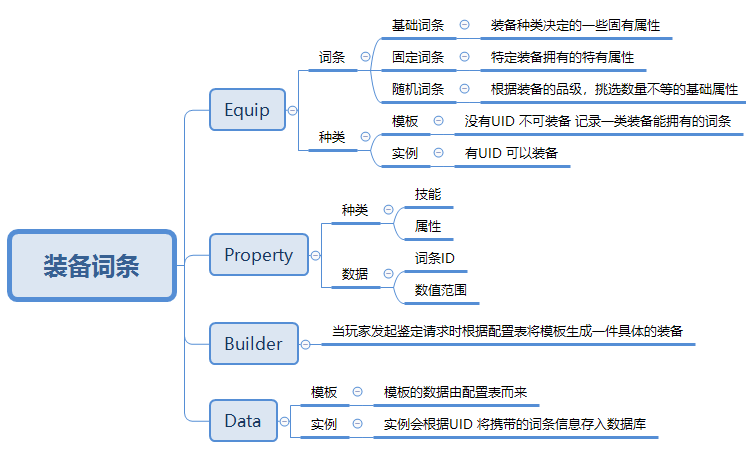 装备词条
Equip
词条
基础词条
装备种类决定的一些固有属性
固定词条
特定装备拥有的特有属性
随机词条
根据装备的品级，挑选数量不等的基础属性
种类
模板
没有UID 不可装备 记录一类装备能拥有的词条
实例
有UID 可以装备
Property
种类
技能
属性
数据
词条ID
数值范围
Builder
当玩家发起鉴定请求时根据配置表将模板生成一件具体的装备
Data
模板
模板的数据由配置表而来
实例
实例会根据UID 将携带的词条信息存入数据库